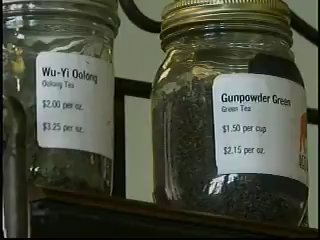 Wu-Yi Oolong
Oolong Tea
$2.00 per oz.
$3.25 per oz.
Gunpowder Green
Green Tea
$1.50 per cup
$2.15 per oz.